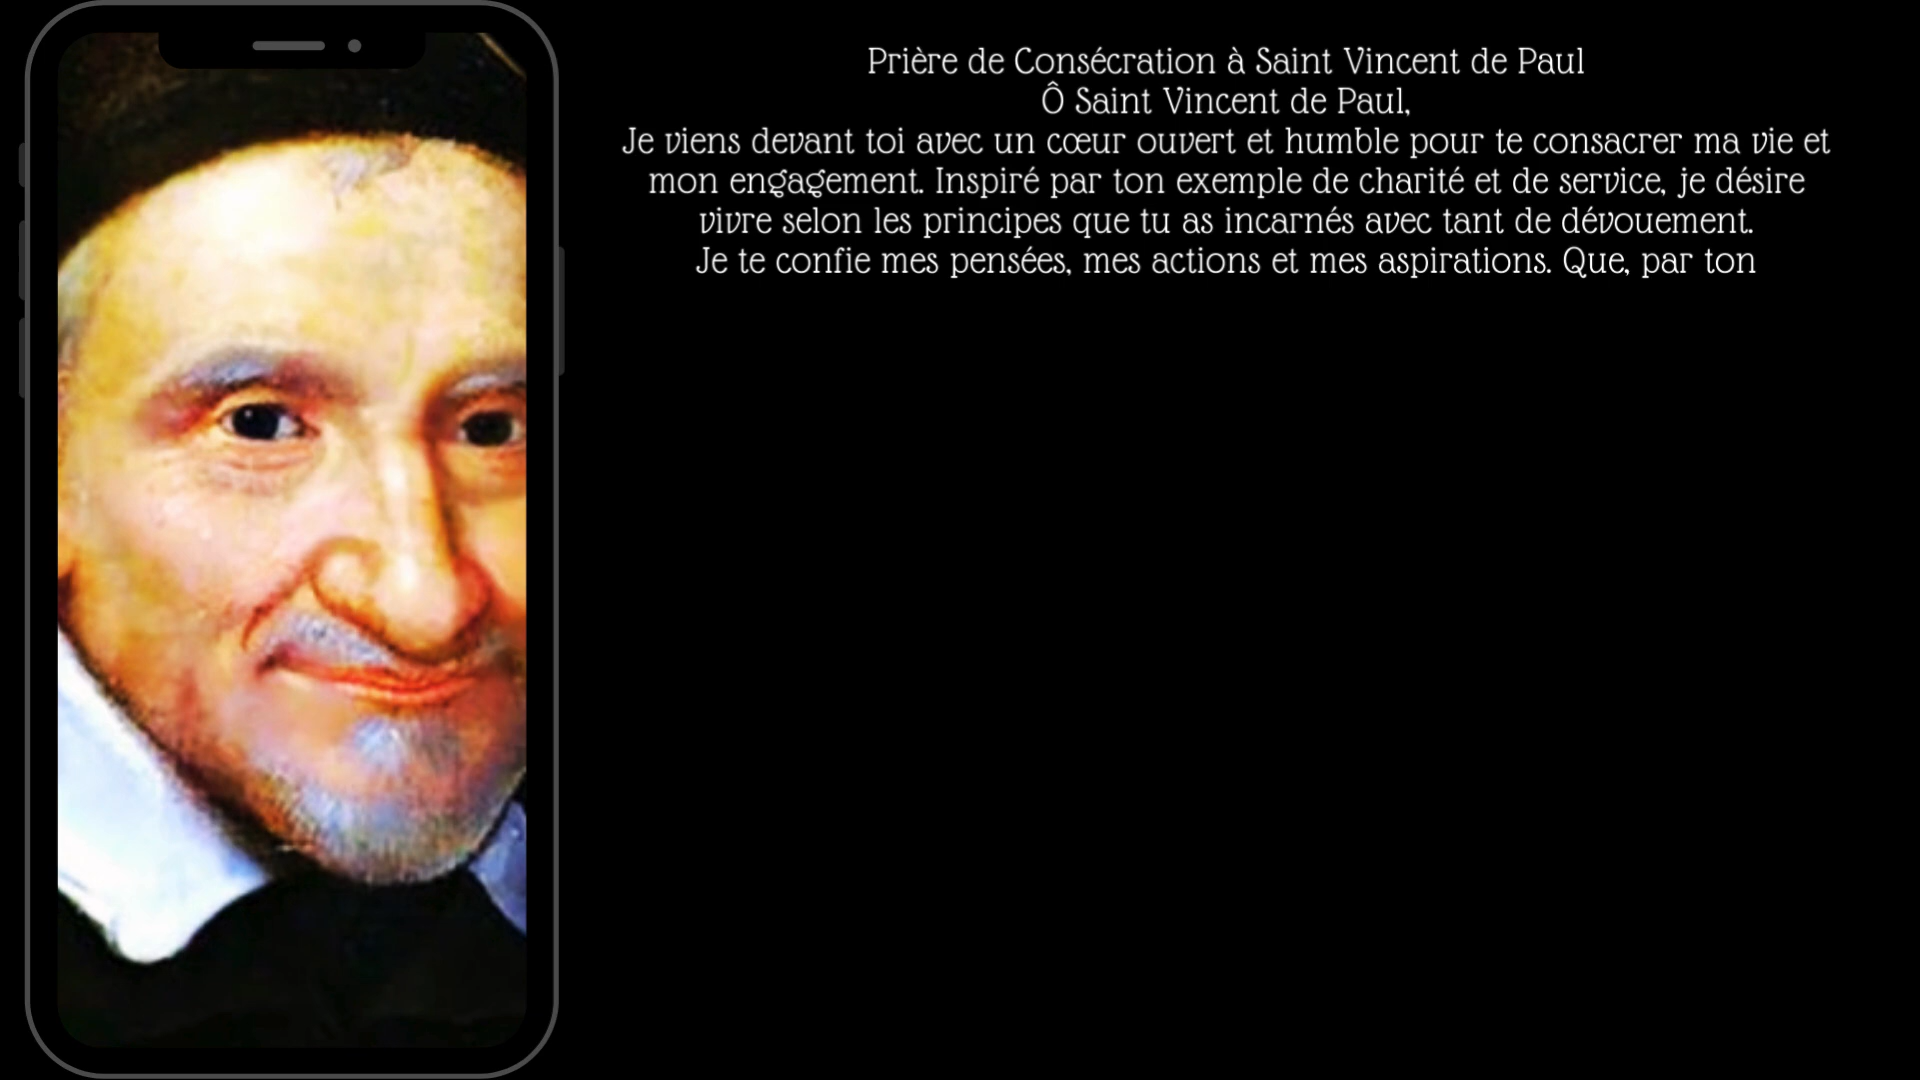 Prière de Consécration à Saint Vincent de Paul
Ô Saint Vincent de Paul,
Je viens devant toi avec un cœur ouvert et humble pour te consacrer ma vie et
mon engagement. Inspiré par ton exemple de charité et de service, je désire
vivre selon les principes que tu as incarnés avec tant de dévouement.
Je te confie mes pensées, mes actions et mes aspirations. Que, par ton